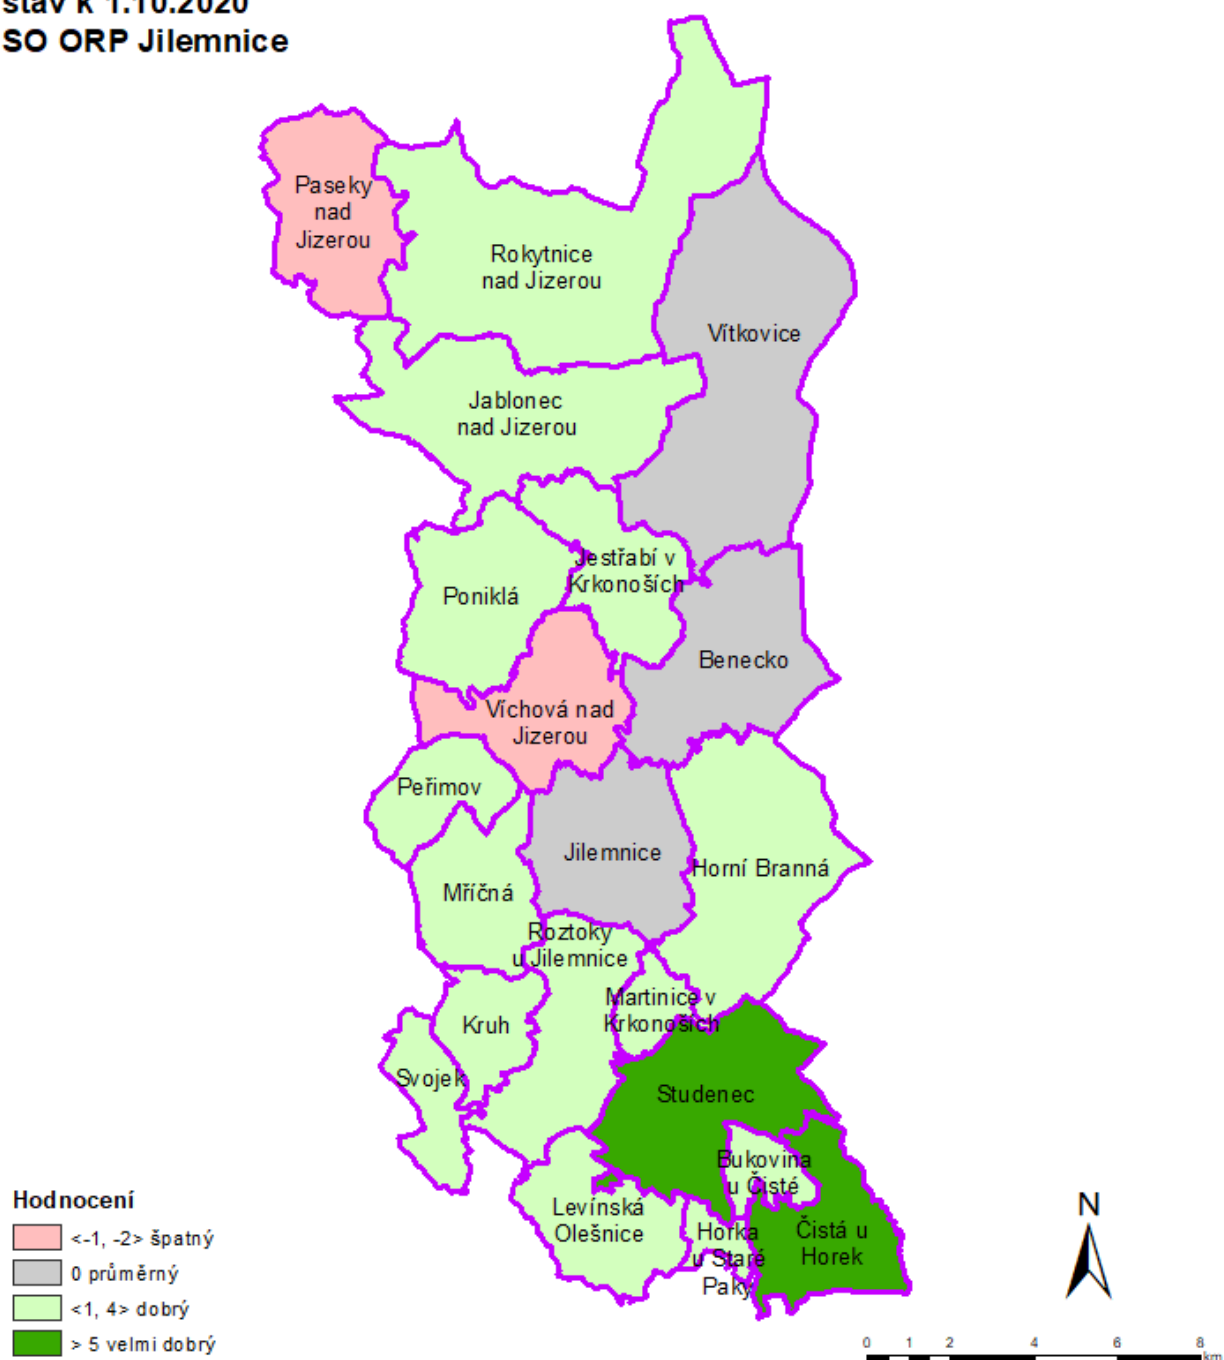 stav k 1.10.2020
SO ORP Jilemnice
Paseky
nad
Jizerou
Rokytnice
nad Jizerou
Vítkovice
Jablonec
nad Jizerou
Jestřabí v
Krkonoších
Poniklá
Benecko
Víchová nad
Jizerou
Peřimov
Jilemnice
Horní Branná
Mříčná
Roztoky
u Jilemnice
Martinice v
Krkonoších
Kruh
Svojek
Studenec
Bukovina
u Čisté
Levínská
Olešnice
Horka
u Staré
Paky
Čistá u
Horek
Hodnocení
<-1, -2> špatný
0 průměrný
<1, 4> dobrý
> 5 velmi dobrý
N
0 1 2 4 6 8
km